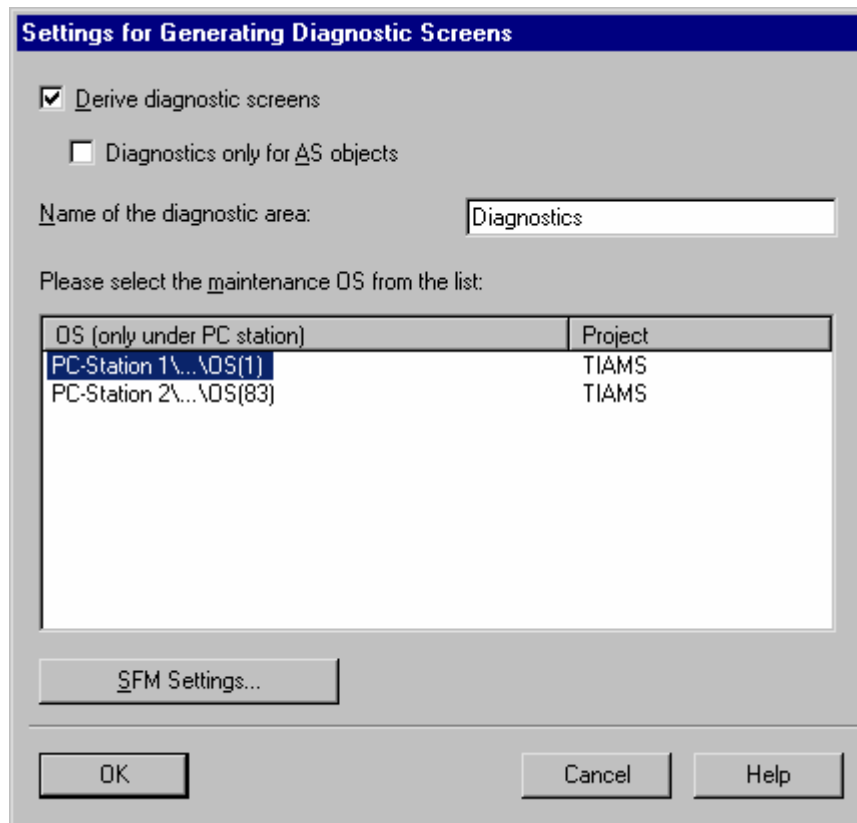 Settings for Generating Diagnostic Screens
Derive diagnostic screens
Diagnostics only for AS objects
Name of the diagnostic area: Diagnostics
Please select the maintenance OS from the list:
OS (only under PC station) Project
PC-Station 1\...\OS(1) TIAMS
PC-Station 2\...\OS(83) TIAMS
SFM Settings...
OK Cancel Help